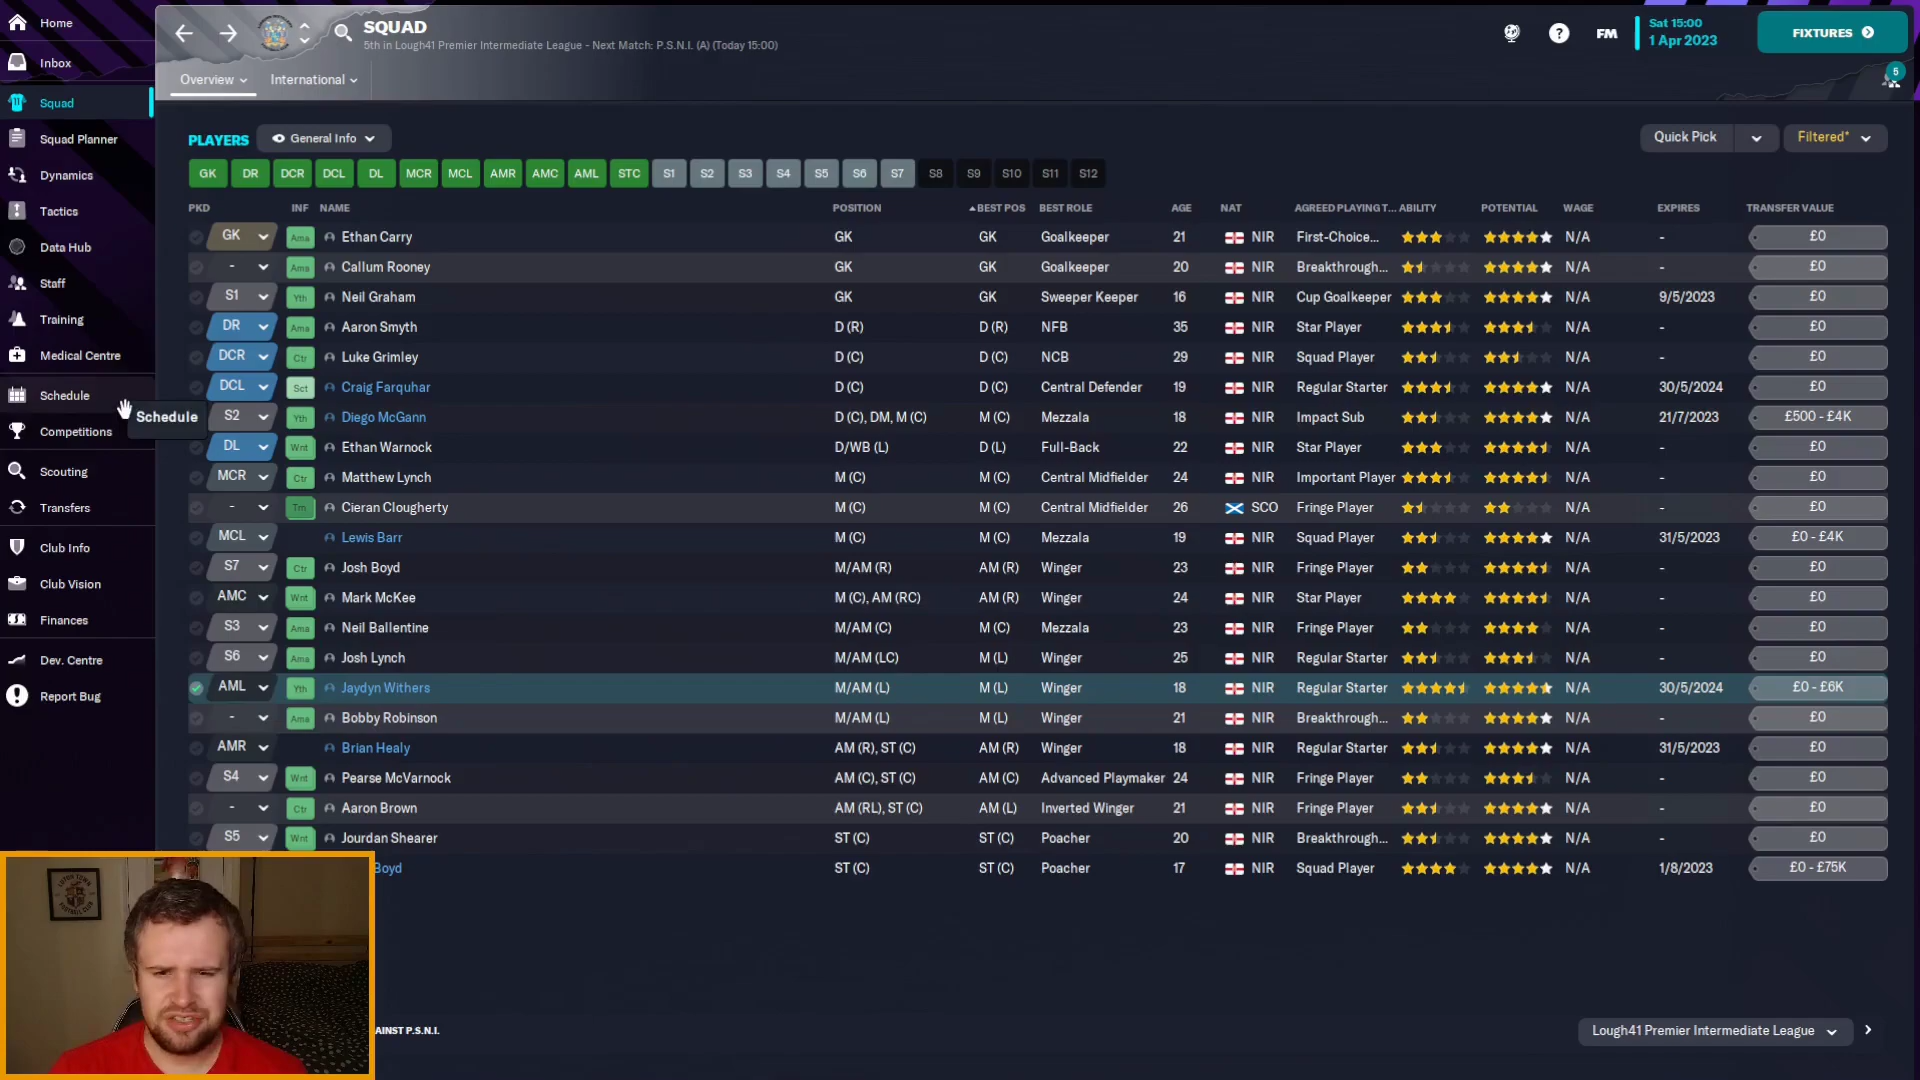 Home
Inbox
Squad
Squad Planner
Dynamics
Tactics
Data Hub
Staff
Training
Medical Centre
Schedule
Competitions
Scouting
Transfers
Club Info
Club Vision
Finances
Dev. Centre
Report Bug
Schedule
SQUAD
5th in Lough41 Premier Intermediate League - Next Match: P.S.N.I. (A) (Today 15:00)
FM
Sat 15:00
1 Apr 2023
FIXTURES
5
Overview International
PLAYERS General Info Quick Pick Filtered*
GK DR DCR DCL DL MCR MCL AMR AMC AML STC S1 S2 S3 S4 S5 S6 S7 S8 S9 S10 S11 S12
PKD INF NAME POSITION BEST POS BEST ROLE AGE NAT AGREED PLAYING T... ABILITY POTENTIAL WAGE EXPIRES TRANSFER VALUE
GK Ama Ethan Carry GK GK Goalkeeper 21 NIR First-Choice... N/A - £0
- Ama Callum Rooney GK GK Goalkeeper 20 NIR Breakthrough... N/A - £0
S1 Yth Neil Graham GK GK Sweeper Keeper 16 NIR Cup Goalkeeper N/A 9/5/2023 £0
DR Ama Aaron Smyth D (R) D (R) NFB 35 NIR Star Player N/A - £0
DCR Ctr Luke Grimley D (C) D (C) NCB 29 NIR Squad Player N/A - £0
DCL Sct Craig Farquhar D (C) D (C) Central Defender 19 NIR Regular Starter N/A 30/5/2024 £0
S2 Yth Diego McGann D (C), DM, M (C) M (C) Mezzala 18 NIR Impact Sub N/A 21/7/2023 £500 - £4K
DL Wnt Ethan Warnock D/WB (L) D (L) Full-Back 22 NIR Star Player N/A - £0
MCR Ctr Matthew Lynch M (C) M (C) Central Midfielder 24 NIR Important Player N/A - £0
- Trn Cieran Clougherty M (C) M (C) Central Midfielder 26 SCO Fringe Player N/A - £0
MCL Lewis Barr M (C) M (C) Mezzala 19 NIR Squad Player N/A 31/5/2023 £0 - £4K
S7 Ctr Josh Boyd M/AM (R) AM (R) Winger 23 NIR Fringe Player N/A - £0
AMC Wnt Mark McKee M (C), AM (RC) AM (R) Winger 24 NIR Star Player N/A - £0
S3 Ama Neil Ballentine M/AM (C) M (C) Mezzala 23 NIR Fringe Player N/A - £0
S6 Ama Josh Lynch M/AM (LC) M (L) Winger 25 NIR Regular Starter N/A - £0
AML Yth Jaydyn Withers M/AM (L) M (L) Winger 18 NIR Regular Starter N/A 30/5/2024 £0 - £6K
- Ama Bobby Robinson M/AM (L) M (L) Winger 21 NIR Breakthrough... N/A - £0
AMR Brian Healy AM (R), ST (C) AM (R) Winger 18 NIR Regular Starter N/A 31/5/2023 £0
S4 Wnt Pearse McVarnock AM (C), ST (C) AM (C) Advanced Playmaker 24 NIR Fringe Player N/A - £0
- Ctr Aaron Brown AM (RL), ST (C) AM (L) Inverted Winger 21 NIR Fringe Player N/A - £0
S5 Wnt Jourdan Shearer ST (C) ST (C) Poacher 20 NIR Breakthrough... N/A - £0
Boyd ST (C) ST (C) Poacher 17 NIR Squad Player N/A 1/8/2023 £0 - £75K
LUTON TOWN
AINST P.S.N.I.
Lough41 Premier Intermediate League